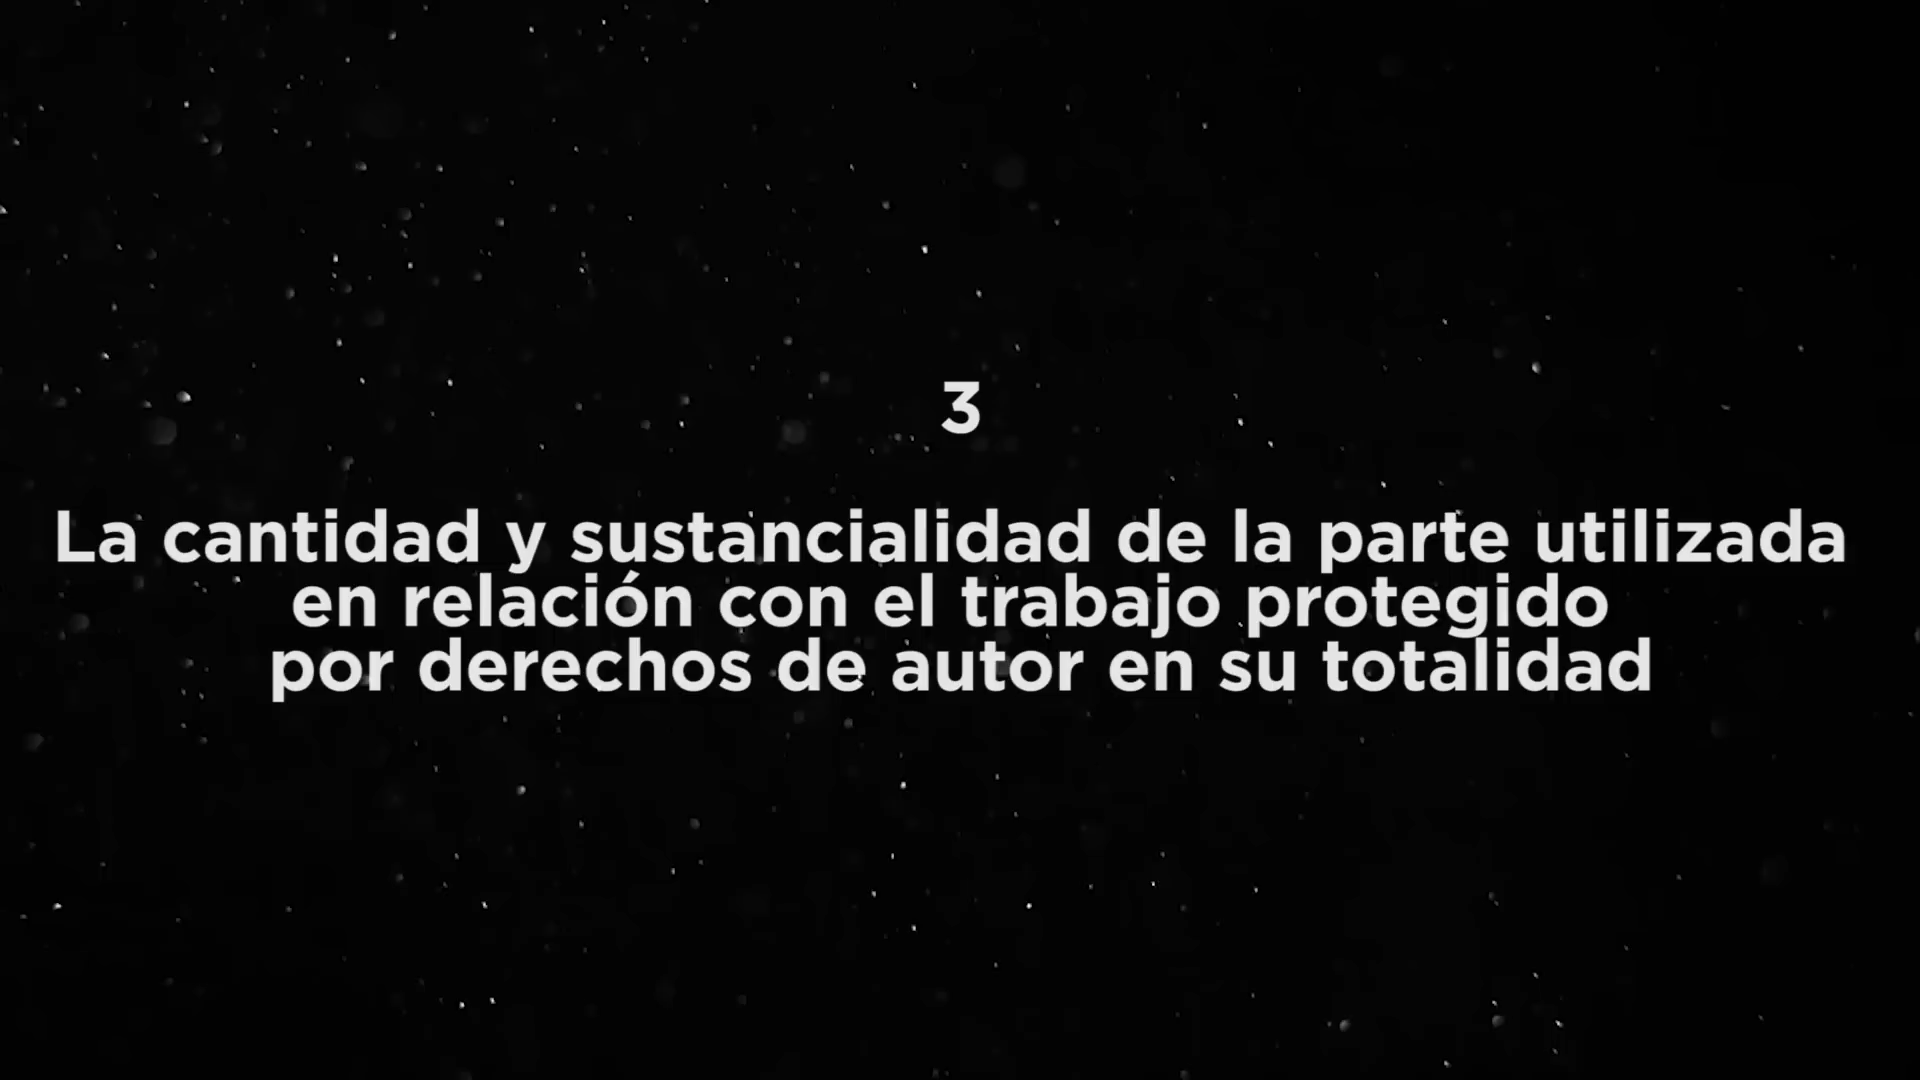 3
La cantidad y sustancialidad de la parte utilizada
en relación con el trabajo protegido
por derechos de autor en su totalidad